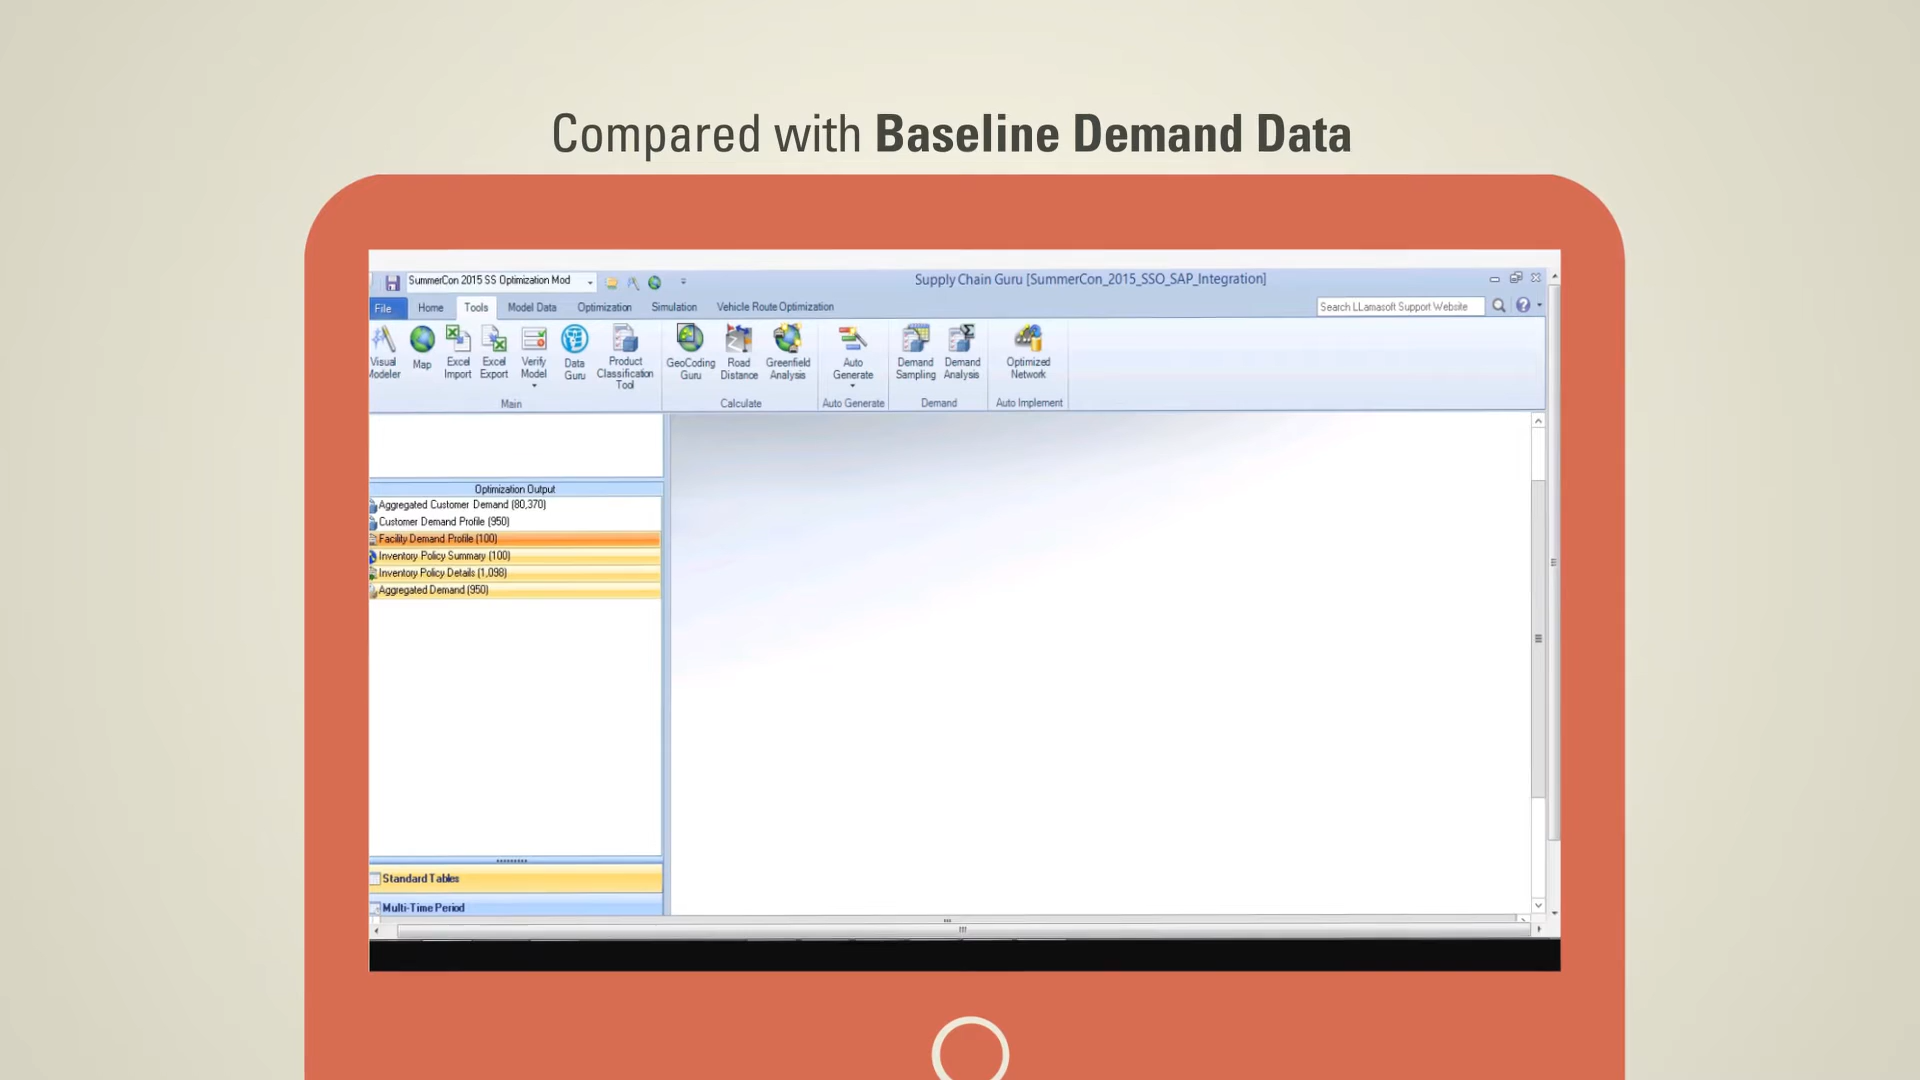 Compared with Baseline Demand Data
SummerCon 2015 SS Optimization Mod
Supply Chain Guru [SummerCon_2015_SSO_SAP_Integration]
File Home Tools Model Data Optimization Simulation Vehicle Route Optimization
Search LLamasoft Support Website
Visual Modeler
Map
Excel Import
Excel Export
Verify Model
Data Guru
Product Classification Tool
Main
GeoCoding Guru
Road Distance
Greenfield Analysis
Calculate
Auto Generate
Auto Generate
Demand Sampling
Demand Analysis
Demand
Optimized Network
Auto Implement
Optimization Output
Aggregated Customer Demand (80,370)
Customer Demand Profile (950)
Facility Demand Profile (100)
Inventory Policy Summary (100)
Inventory Policy Details (1,098)
Aggregated Demand (950)
Standard Tables
Multi-Time Period